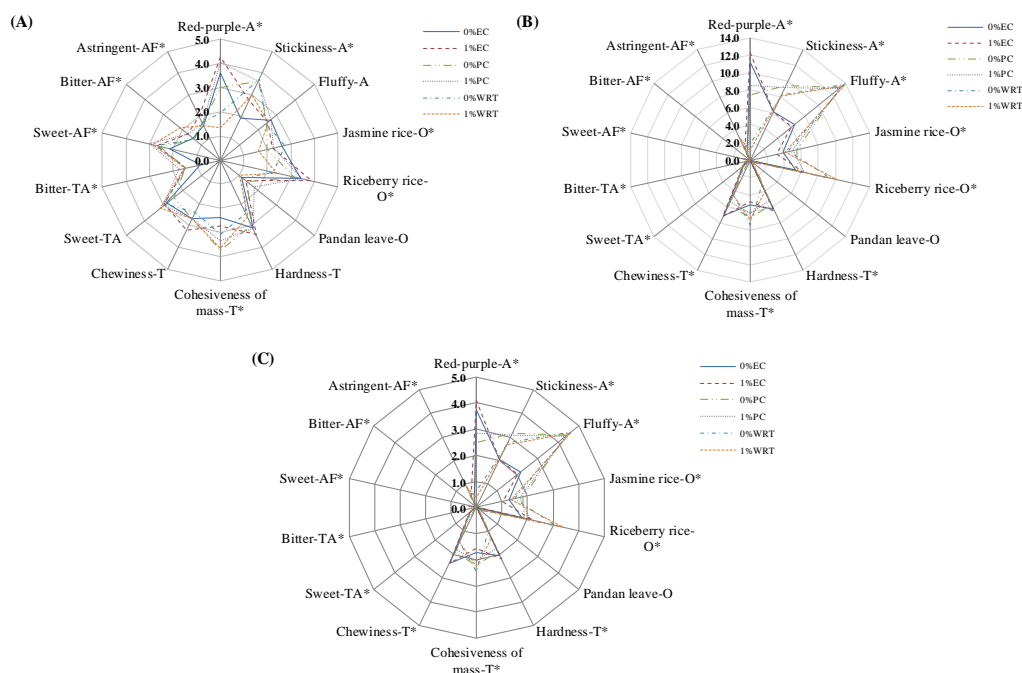 (A)
Red-purple-A*
5.0
4.0
3.0
2.0
1.0
0.0
Stickiness-A*
Fluffy-A
Jasmine rice-O*
Riceberry rice-
O*
Pandan leave-O
Hardness-T
Cohesiveness of
mass-T*
Chewiness-T
Sweet-TA
Bitter-TA*
Sweet-AF*
Bitter-AF*
Astringent-AF*
0%EC
1%EC
0%PC
1%PC
0%WRT
1%WRT
(B)
Red-purple-A*
14.0
12.0
10.0
8.0
6.0
4.0
2.0
0.0
Stickiness-A*
Fluffy-A*
Jasmine rice-O*
Riceberry rice-O*
Pandan leave-O
Hardness-T*
Cohesiveness of
mass-T*
Chewiness-T*
Sweet-TA*
Bitter-TA*
Sweet-AF*
Bitter-AF*
Astringent-AF*
0%EC
1%EC
0%PC
1%PC
0%WRT
1%WRT
(C)
Red-purple-A*
5.0
4.0
3.0
2.0
1.0
0.0
Stickiness-A*
Fluffy-A*
Jasmine rice-O*
Riceberry rice-
O*
Pandan leave-O
Hardness-T*
Cohesiveness of
mass-T*
Chewiness-T*
Sweet-TA*
Bitter-TA*
Sweet-AF*
Bitter-AF*
Astringent-AF*
0%EC
1%EC
0%PC
1%PC
0%WRT
1%WRT